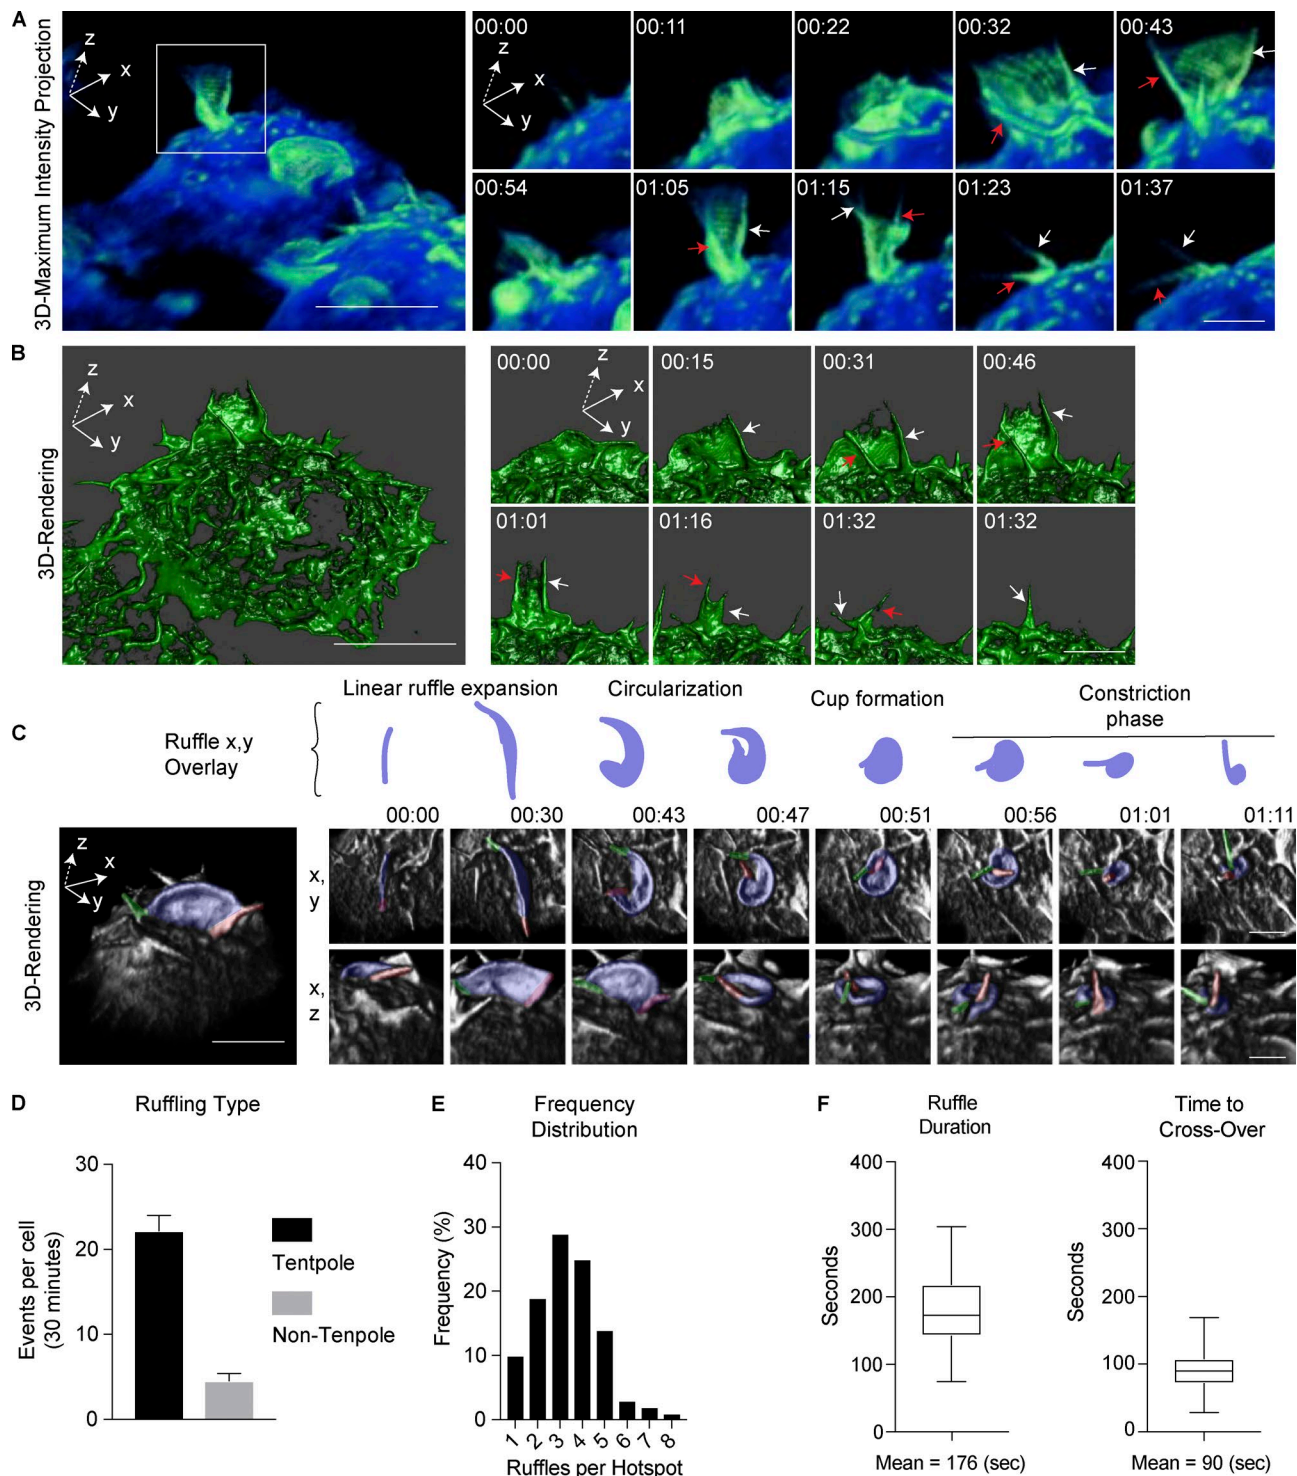 A
3D-Maximum Intensity Projection
z
x
y
z
x
y
00:00
00:11
00:22
00:32
00:43
00:54
01:05
01:15
01:23
01:37
B
3D-Rendering
z
x
y
z
x
y
00:00
00:15
00:31
00:46
01:01
01:16
01:32
01:32
C
Linear ruffle expansion
Circularization
Cup formation
Constriction
phase
Ruffle x,y
Overlay
3D-Rendering
z
x
y
00:00
00:30
00:43
00:47
00:51
00:56
01:01
01:11
x,
y
x,
z
D
Ruffling Type
Events per cell
(30 minutes)
30
20
10
0
Tentpole
Non-Tenpole
E
Frequency
Distribution
Frequency (%)
40
30
20
10
0
1 2 3 4 5 6 7 8
Ruffles per Hotspot
F
Ruffle
Duration
Seconds
400
300
200
100
0
Mean = 176 (sec)
Time to
Cross-Over
Seconds
400
300
200
100
0
Mean = 90 (sec)